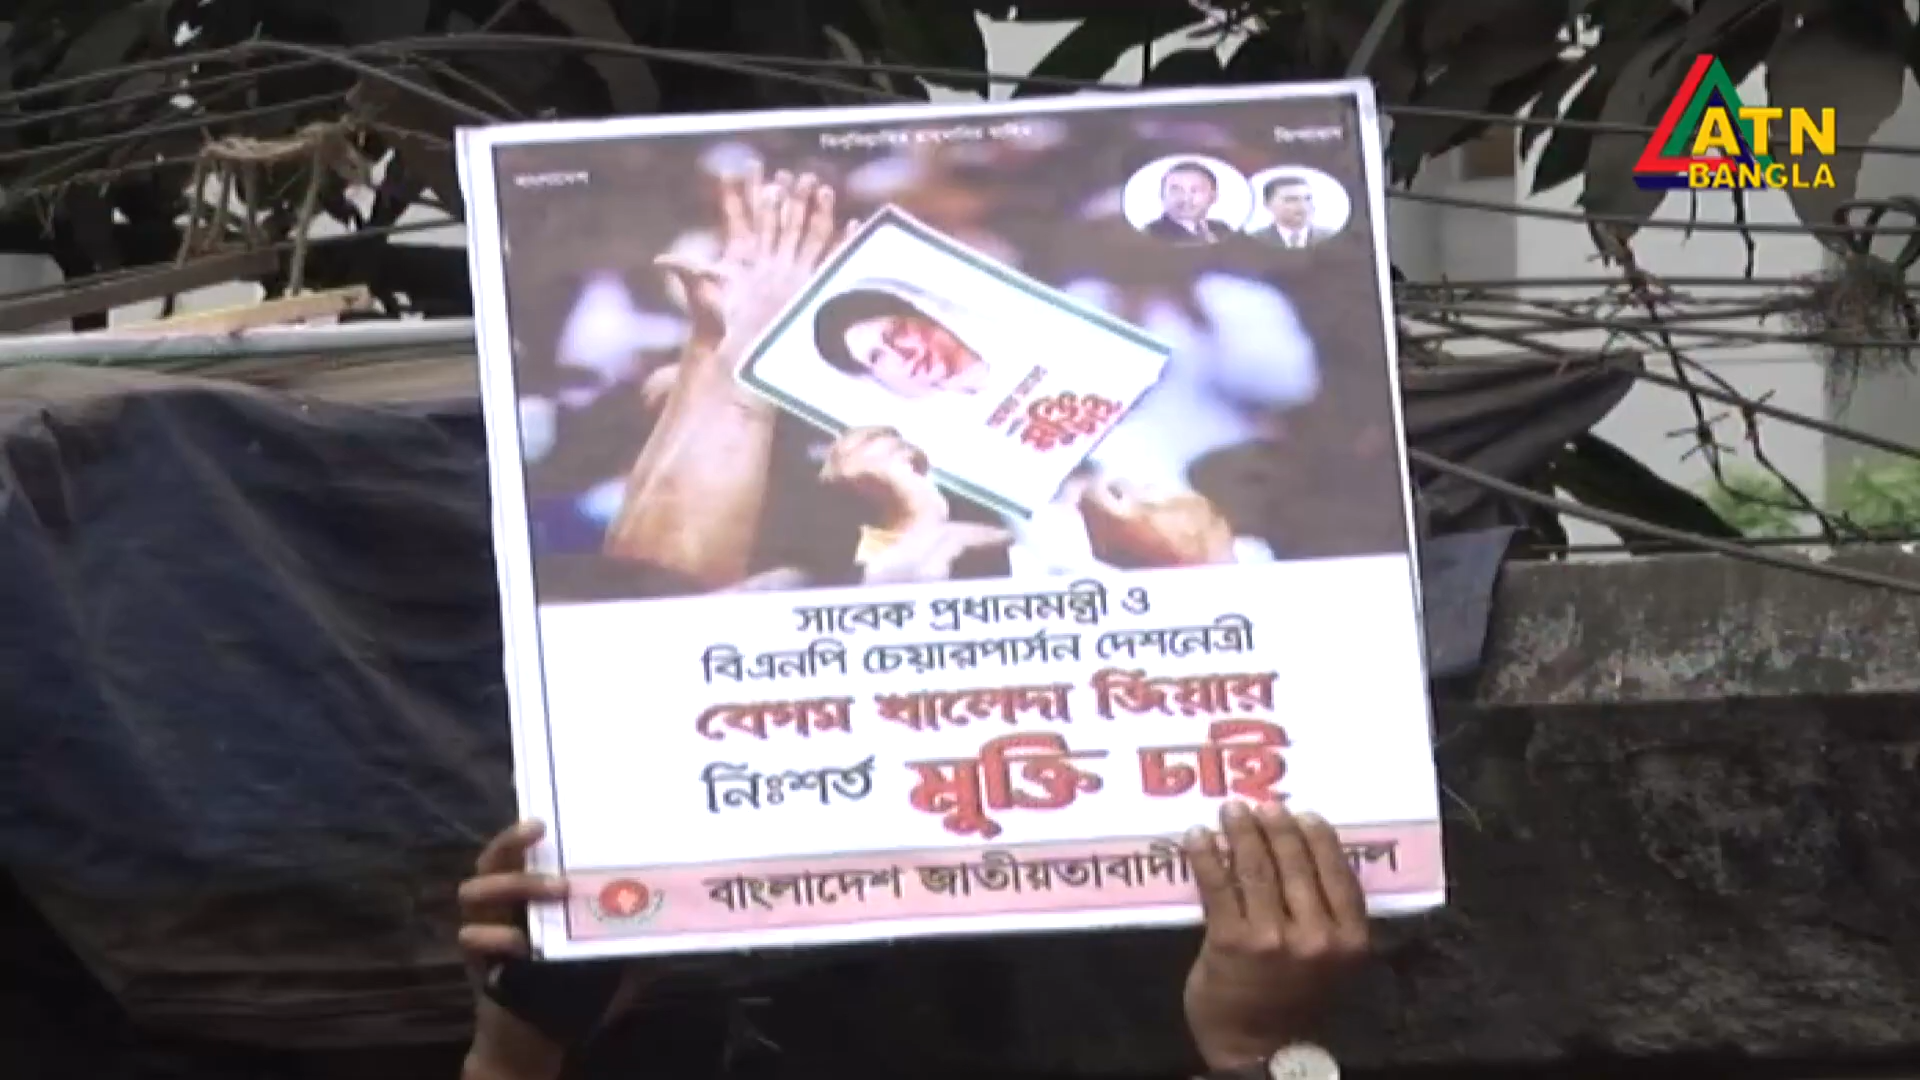 ATN
BANGLA
বাংলাদেশ
সাবেক প্রধানমন্ত্রী ও
বিএনপি চেয়ারপার্সন দেশনেত্রী
বেগম খালেদা জিয়ার
নিঃশর্ত মুক্তি চাই
বাংলাদেশ জাতীয়তাবাদী